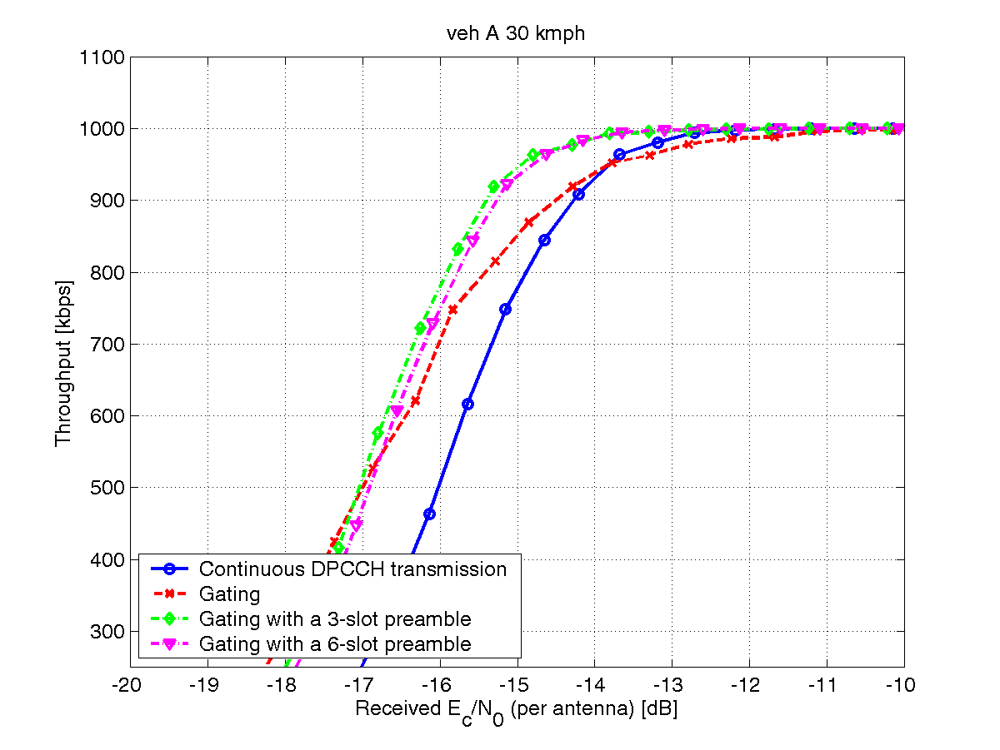 veh A 30 kmph
1100
1000
900
800
700
600
500
400
300
Throughput [kbps]
Continuous DPCCH transmission
Gating
Gating with a 3-slot preamble
Gating with a 6-slot preamble
-20 -19 -18 -17 -16 -15 -14 -13 -12 -11 -10
Received Ec/N0 (per antenna) [dB]